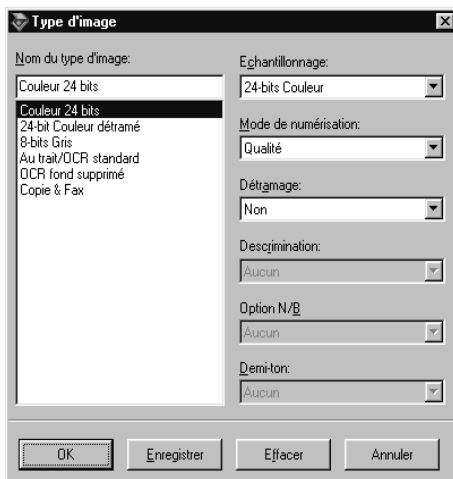 Type d'image
Nom du type d'image:
Couleur 24 bits
Couleur 24 bits
24-bit Couleur détramé
8-bits Gris
Au trait/OCR standard
OCR fond supprimé
Copie & Fax
Echantillonnage:
24-bits Couleur
Mode de numérisation:
Qualité
Détramage:
Non
Descrimination:
Aucun
Option N/B
Aucun
Demi-ton:
Aucun
OK
Enregistrer
Effacer
Annuler